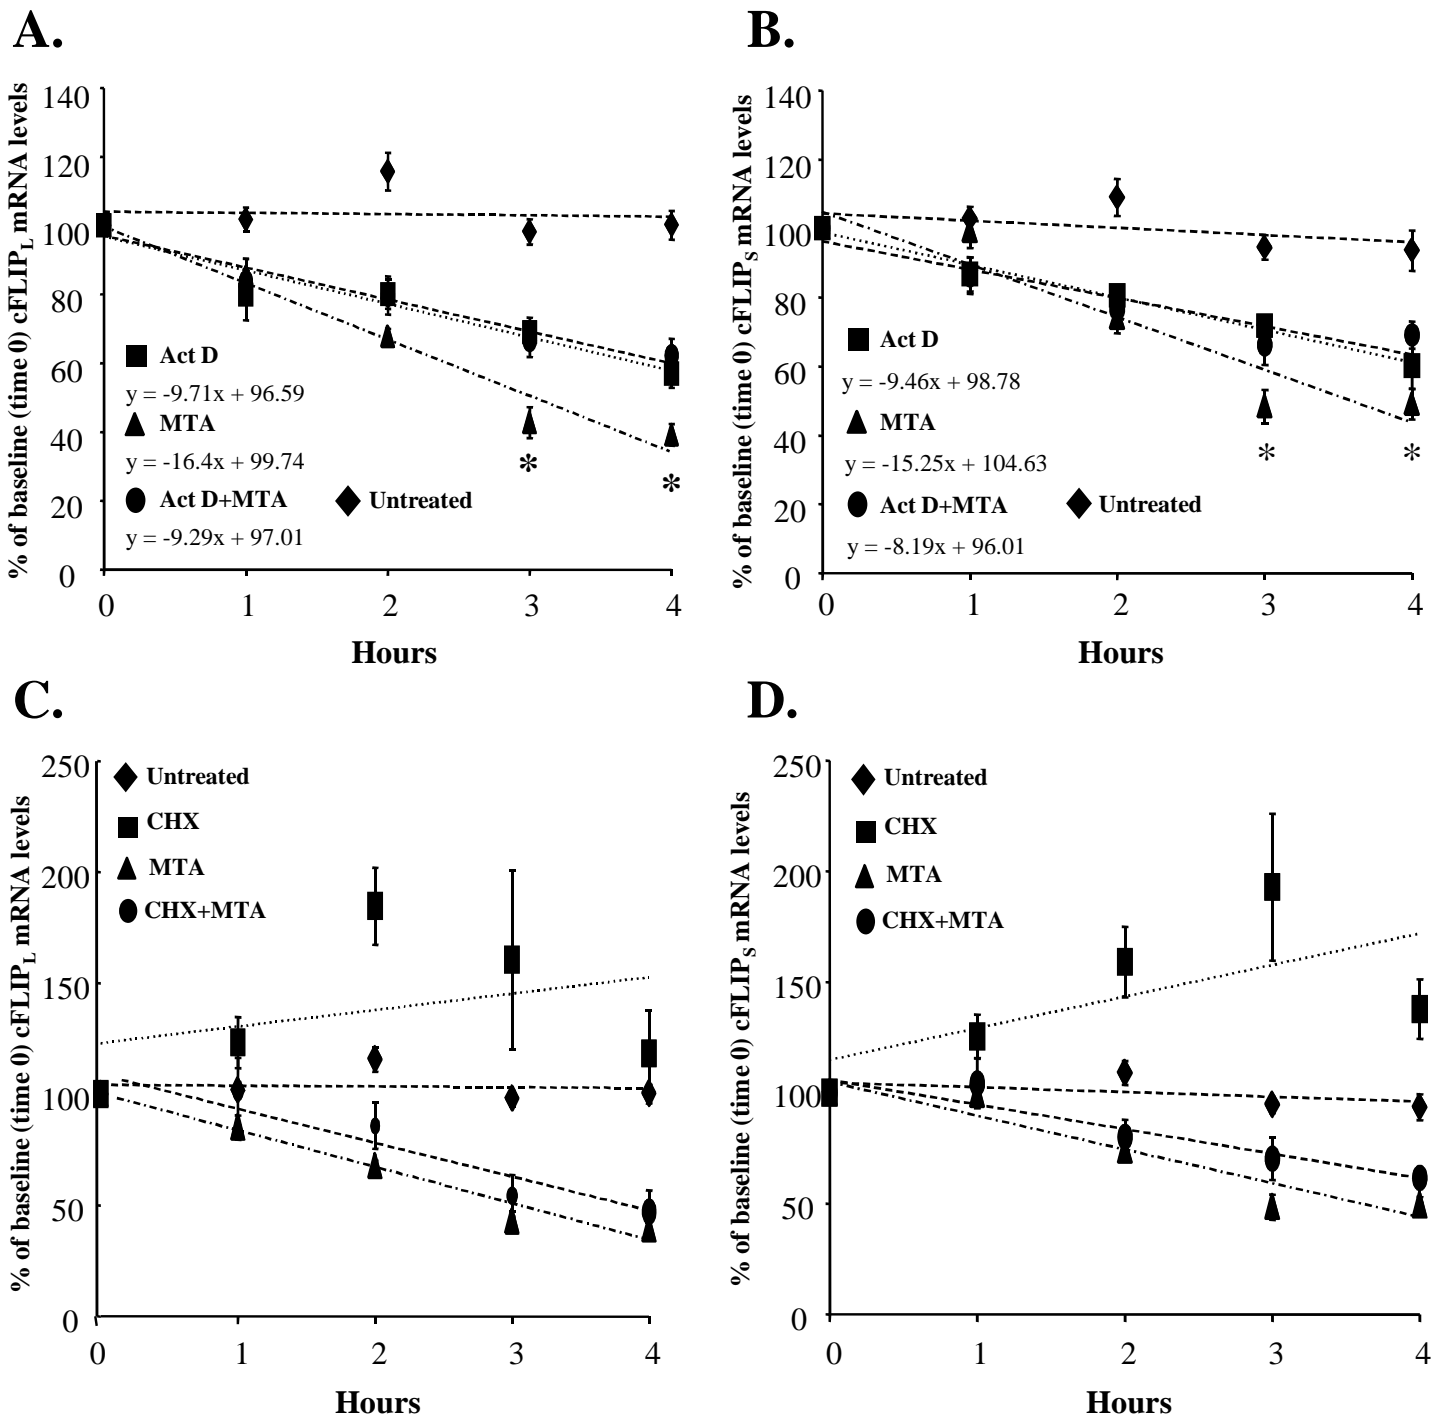 A.
% of baseline (time 0) cFLIP_L mRNA levels
140
120
100
80
60
40
20
0
Act D
y = -9.71x + 96.59
MTA
y = -16.4x + 99.74
Act D+MTA
Untreated
y = -9.29x + 97.01
*
*
0 1 2 3 4
Hours
B.
% of baseline (time 0) cFLIP_S mRNA levels
140
120
100
80
60
40
20
0
Act D
y = -9.46x + 98.78
MTA
y = -15.25x + 104.63
Act D+MTA
Untreated
y = -8.19x + 96.01
*
*
0 1 2 3 4
Hours
C.
% of baseline (time 0) cFLIP_L mRNA levels
250
200
150
100
50
0
Untreated
CHX
MTA
CHX+MTA
0 1 2 3 4
Hours
D.
% of baseline (time 0) cFLIP_S mRNA levels
250
200
150
100
50
0
Untreated
CHX
MTA
CHX+MTA
0 1 2 3 4
Hours